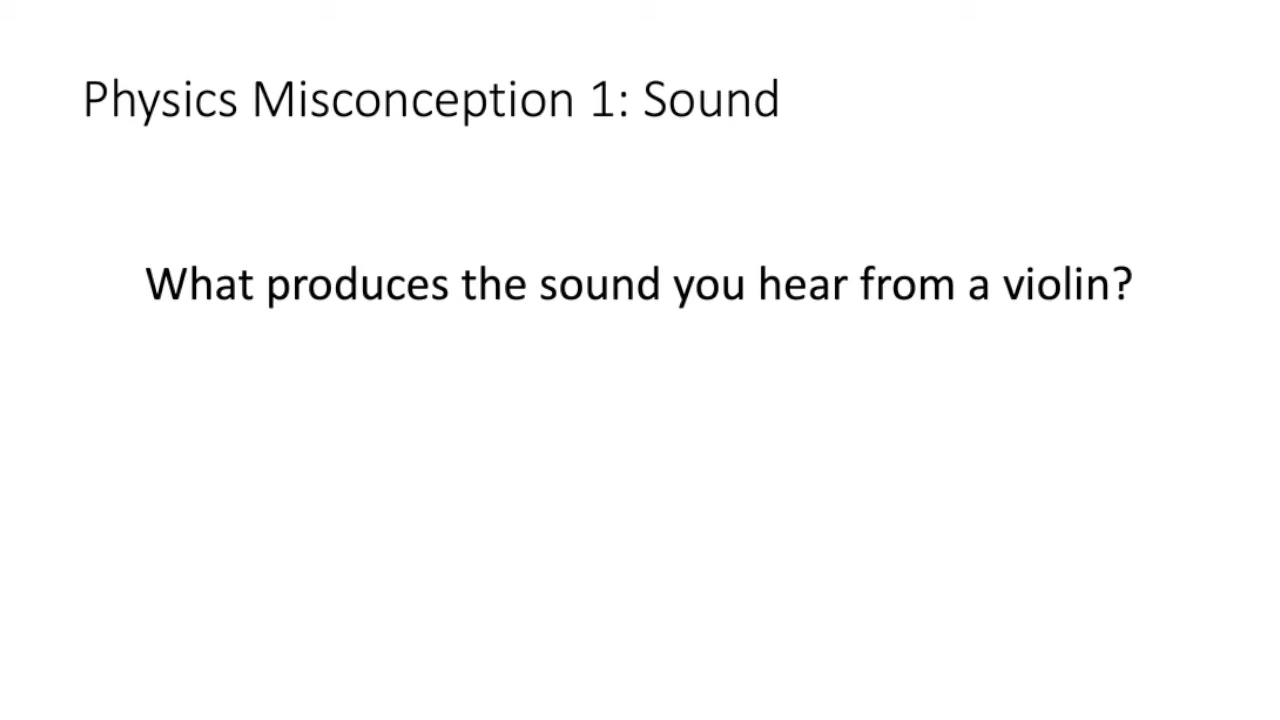 Physics Misconception 1: Sound
What produces the sound you hear from a violin?